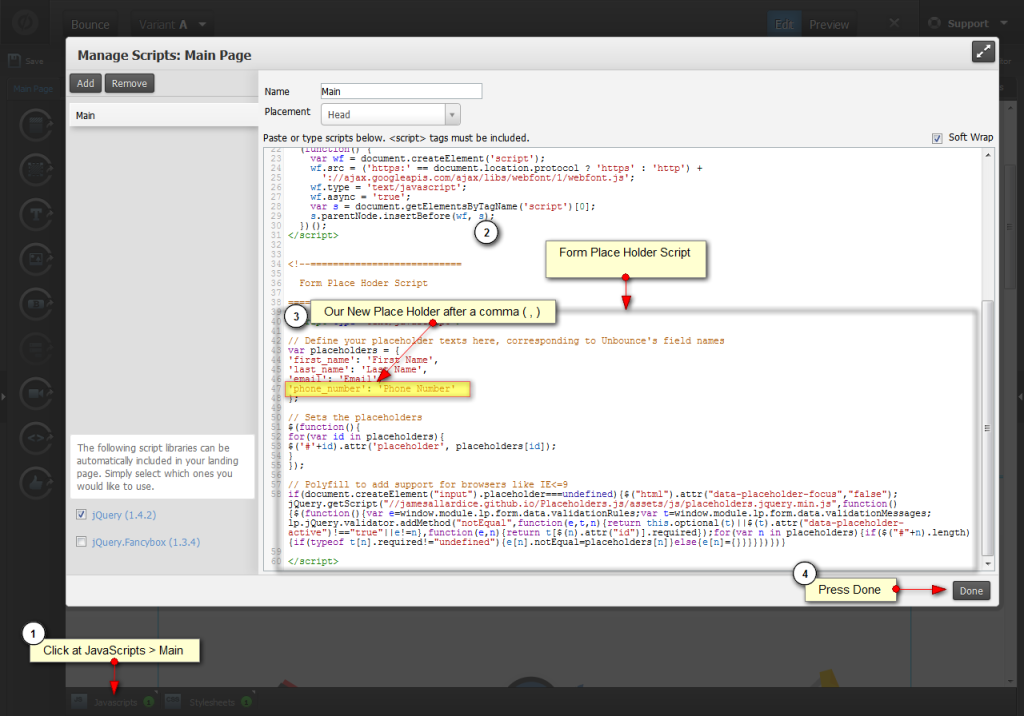 Bounce
Variant A
Edit
Preview
Support
Save
Main Page
Manage Scripts: Main Page
Add
Remove
Main
Name
Main
Placement
Head
Paste or type scripts below. <script> tags must be included.
Soft Wrap
22 (function() {
23 var wf = document.createElement('script');
24 wf.src = ('https:' == document.location.protocol ? 'https' : 'http') +
25 '://ajax.googleapis.com/ajax/libs/webfont/1/webfont.js';
26 wf.type = 'text/javascript';
27 wf.async = 'true';
28 var s = document.getElementsByTagName('script')[0];
29 s.parentNode.insertBefore(wf, s);
30 })();
31 </script>
32
33
34 <!--===========================
35
36 Form Place Hoder Script
37
38
2
Form Place Holder Script
3
Our New Place Holder after a comma ( , )
39
40
41
42 // Define your placeholder texts here, corresponding to Unbounce's field names
43 var placeholders = {
44 'first_name': 'First Name',
45 'last_name': 'Last Name',
46 'email': 'Email',
47 'phone_number': 'Phone Number'
48 };
49
50 // Sets the placeholders
51 $(function(){
52 for(var id in placeholders){
53 $('#'+id).attr('placeholder', placeholders[id]);
54 }
55 });
56
57 // Polyfill to add support for browsers like IE<=9
58 if(document.createElement("input").placeholder===undefined){$("html").attr("data-placeholder-focus","false");
jQuery.getScript("//jamesallardice.github.io/Placeholders.js/assets/js/placeholders.jquery.min.js",function()
{$(function(){var e=window.module.lp.form.data.validationRules;var t=window.module.lp.form.data.validationMessages;
lp.jQuery.validator.addMethod("notEqual",function(e,t,n){return this.optional(t)||$(t).attr("data-placeholder-
active")!=="true"||e!=n},function(e,n){return t[$(n).attr("id")].required});for(var n in placeholders){if($("#"+n).length)
{if(typeof t[n].required!="undefined"){e[n].notEqual=placeholders[n]}else{e[n]={}}}}})})}
59
60 </script>
The following script libraries can be
automatically included in your landing
page. Simply select which ones you
would like to use.
jQuery (1.4.2)
jQuery.Fancybox (1.3.4)
4
Press Done
Done
1
Click at JavaScripts > Main
Javascripts 1
Stylesheets